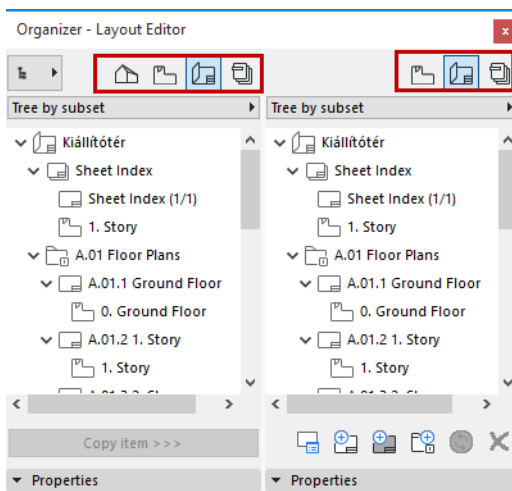 Organizer - Layout Editor
x
Tree by subset
Kiállítótér
Sheet Index
Sheet Index (1/1)
1. Story
A.01 Floor Plans
A.01.1 Ground Floor
0. Ground Floor
A.01.2 1. Story
1. Story
Copy item >>>
Properties
Tree by subset
Kiállítótér
Sheet Index
Sheet Index (1/1)
1. Story
A.01 Floor Plans
A.01.1 Ground Floor
0. Ground Floor
A.01.2 1. Story
1. Story
Properties